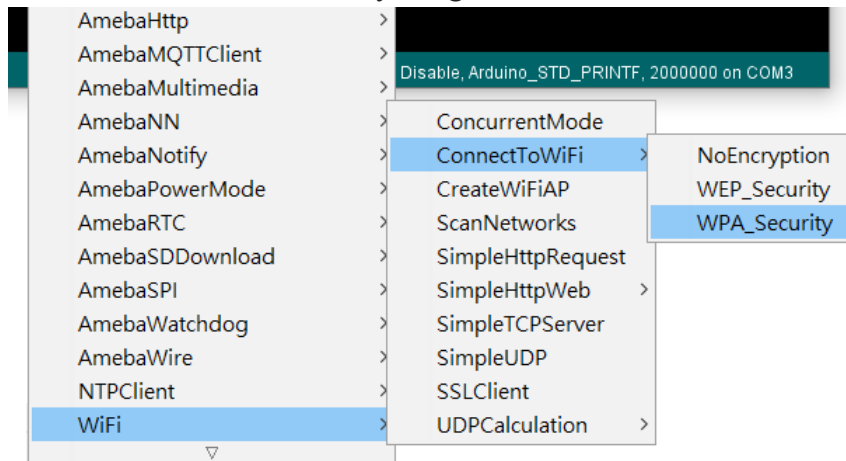 AmebaHttp
AmebaMQTTClient
AmebaMultimedia
AmebaNN
AmebaNotify
AmebaPowerMode
AmebaRTC
AmebaSDDownload
AmebaSPI
AmebaWatchdog
AmebaWire
NTPClient
WiFi
Disable, Arduino_STD_PRINTF, 2000000 on COM3
ConcurrentMode
ConnectToWiFi
CreateWiFiAP
ScanNetworks
SimpleHttpRequest
SimpleHttpWeb
SimpleTCPServer
SimpleUDP
SSLClient
UDPCalculation
NoEncryption
WEP_Security
WPA_Security